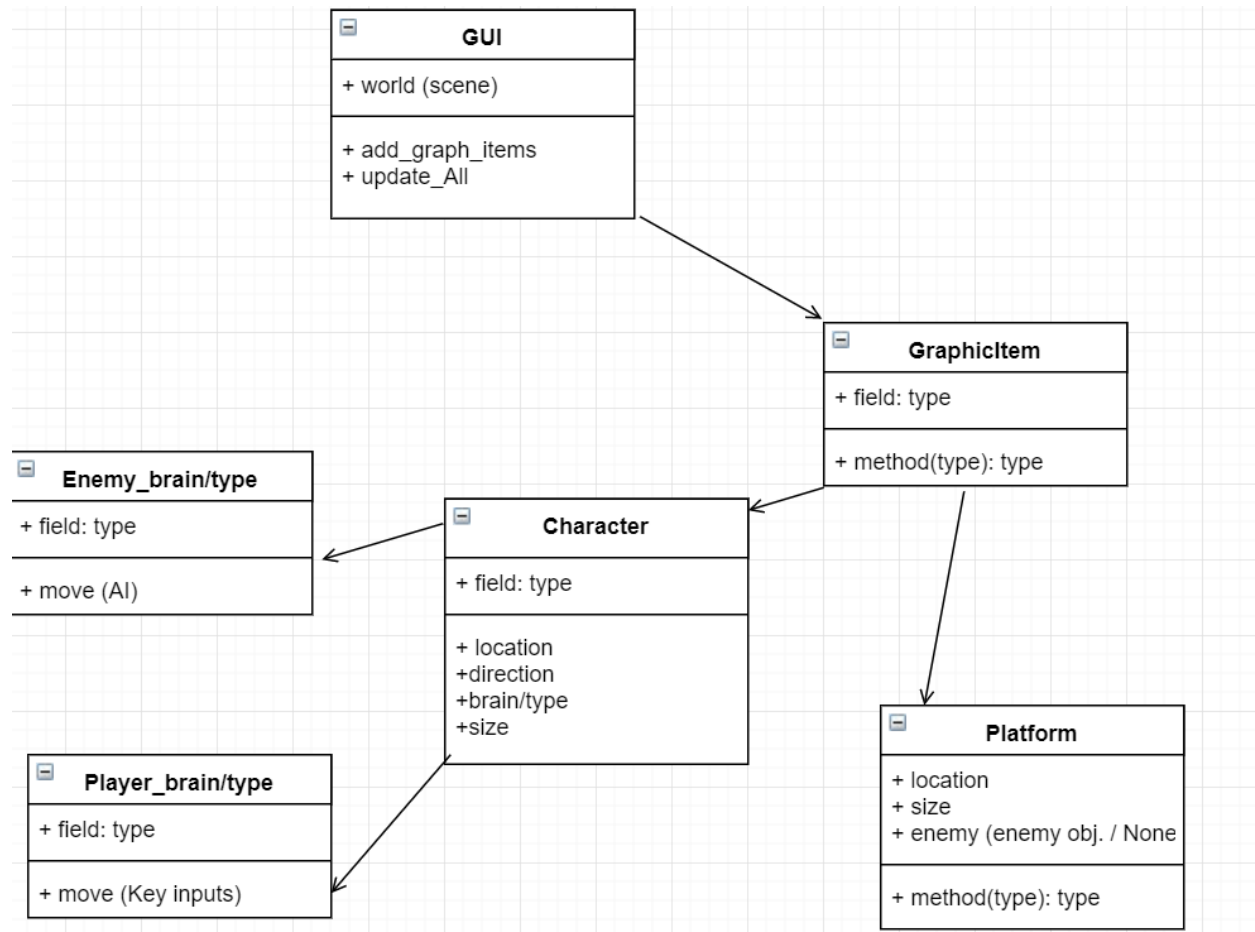 GUI
+ world (scene)
+ add_graph_items
+ update_All
GraphicItem
+ field: type
+ method(type): type
Enemy_brain/type
+ field: type
+ move (AI)
Character
+ field: type
+ location
+direction
+brain/type
+size
Player_brain/type
+ field: type
+ move (Key inputs)
Platform
+ location
+ size
+ enemy (enemy obj. / None
+ method(type): type